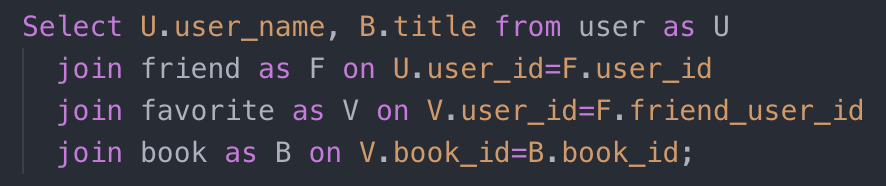 Select U.user_name, B.title from user as U
join friend as F on U.user_id=F.user_id
join favorite as V on V.user_id=F.friend_user_id
join book as B on V.book_id=B.book_id;